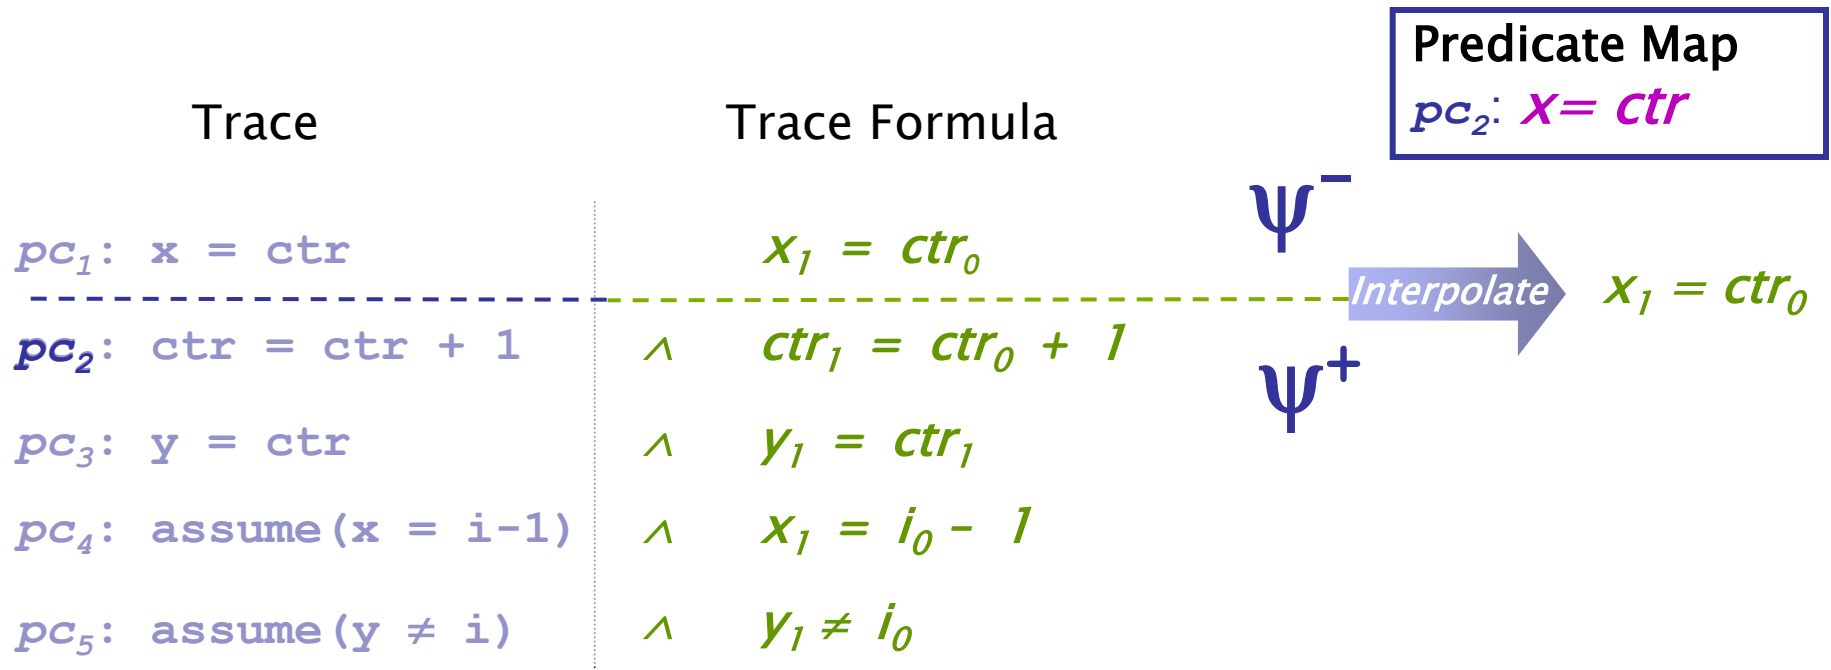 Predicate Map
pc₂: x= ctr
Trace Trace Formula
ψ⁻
pc₁: x = ctr x₁ = ctr₀
Interpolate x₁ = ctr₀
pc₂: ctr = ctr + 1 ∧ ctr₁ = ctr₀ + 1
ψ⁺
pc₃: y = ctr ∧ y₁ = ctr₁
pc₄: assume(x = i-1) ∧ x₁ = i₀ - 1
pc₅: assume(y ≠ i) ∧ y₁ ≠ i₀